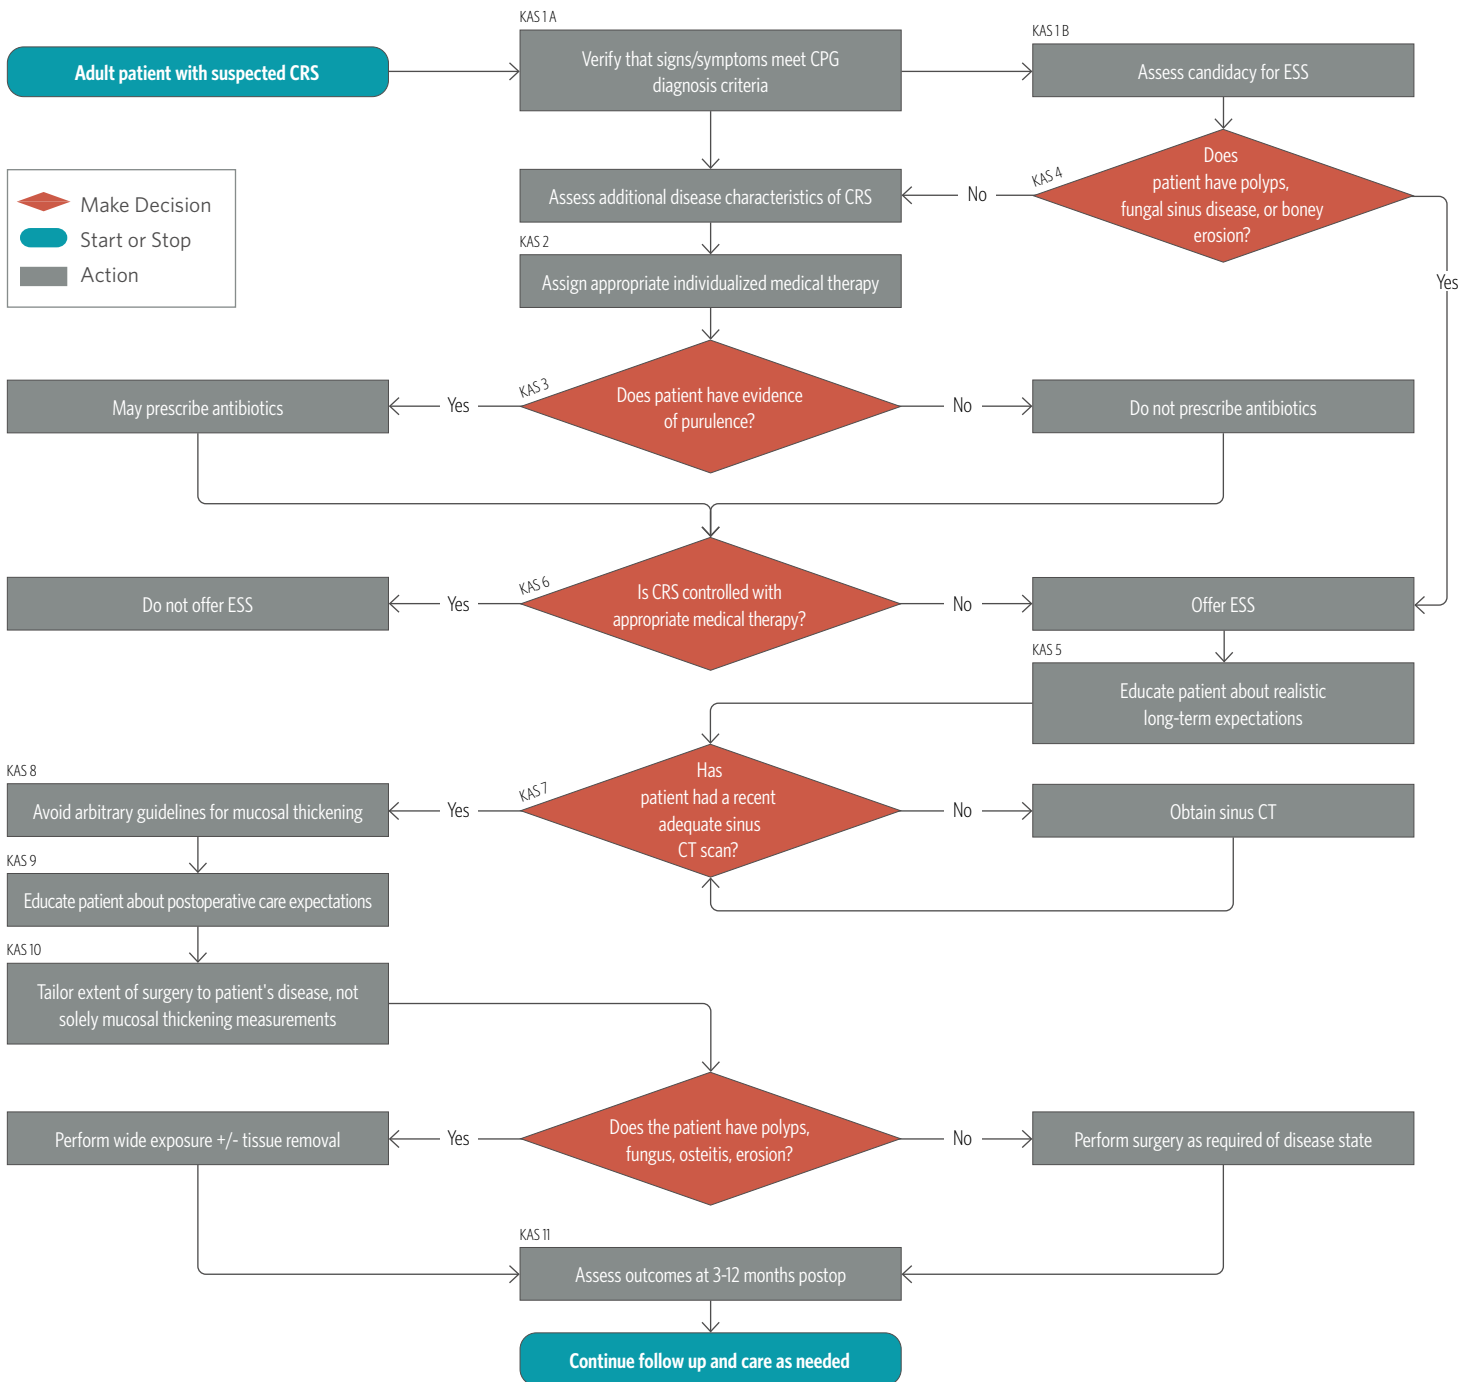 KAS 1 A
KAS 1 B
Adult patient with suspected CRS
Verify that signs/symptoms meet CPG
diagnosis criteria
Assess candidacy for ESS
Make Decision
Start or Stop
Action
Assess additional disease characteristics of CRS
No
KAS 4
Does
patient have polyps,
fungal sinus disease, or boney
erosion?
Yes
KAS 2
Assign appropriate individualized medical therapy
May prescribe antibiotics
Yes
KAS 3
Does patient have evidence
of purulence?
No
Do not prescribe antibiotics
Do not offer ESS
Yes
KAS 6
Is CRS controlled with
appropriate medical therapy?
No
Offer ESS
KAS 5
Educate patient about realistic
long-term expectations
KAS 8
Avoid arbitrary guidelines for mucosal thickening
Yes
KAS 7
Has
patient had a recent
adequate sinus
CT scan?
No
Obtain sinus CT
KAS 9
Educate patient about postoperative care expectations
KAS 10
Tailor extent of surgery to patient's disease, not
solely mucosal thickening measurements
Perform wide exposure +/- tissue removal
Yes
Does the patient have polyps,
fungus, osteitis, erosion?
No
Perform surgery as required of disease state
KAS 11
Assess outcomes at 3-12 months postop
Continue follow up and care as needed